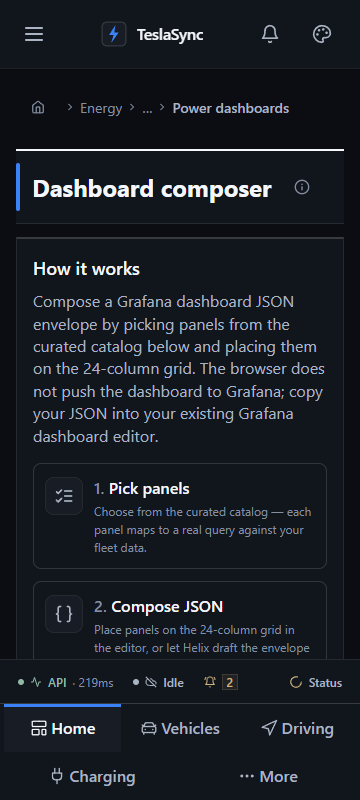 TeslaSync
Energy
...
Power dashboards
Dashboard composer
How it works
Compose a Grafana dashboard JSON
envelope by picking panels from the
curated catalog below and placing them
on the 24-column grid. The browser does
not push the dashboard to Grafana; copy
your JSON into your existing Grafana
dashboard editor.
1. Pick panels
Choose from the curated catalog — each
panel maps to a real query against your
fleet data.
2. Compose JSON
Place panels on the 24-column grid in
the editor, or let Helix draft the envelope
API · 219ms
Idle
2
Status
Home
Vehicles
Driving
Charging
More